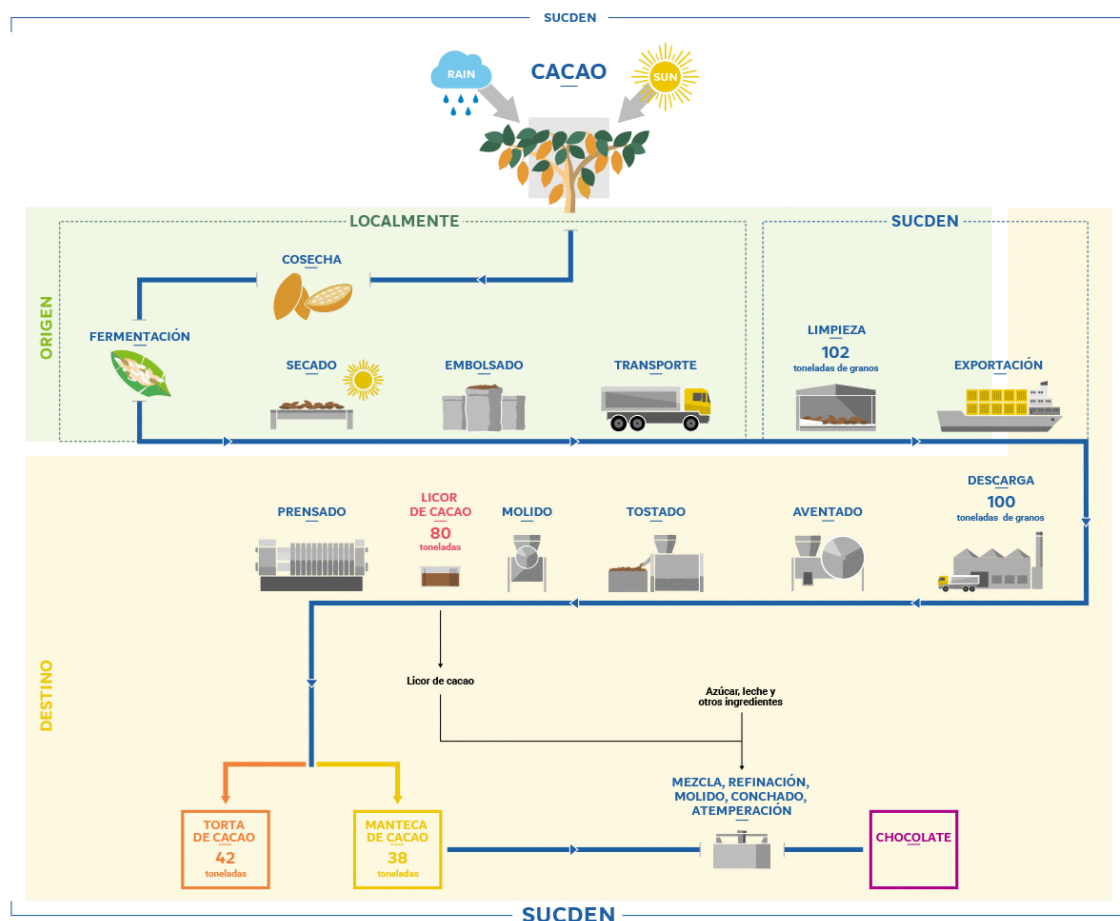 SUCDEN
RAIN
CACAO
SUN
LOCALMENTE
SUCDEN
ORIGEN
COSECHA
FERMENTACIÓN
SECADO
EMBOLSADO
TRANSPORTE
LIMPIEZA
102
toneladas de granos
EXPORTACIÓN
DESCARGA
100
toneladas de granos
AVENTADO
TOSTADO
MOLIDO
LICOR
DE CACAO
80
toneladas
PRENSADO
DESTINO
Licor de cacao
Azúcar, leche y
otros ingredientes
MEZCLA, REFINACIÓN,
MOLIDO, CONCHADO,
ATEMPERACIÓN
TORTA
DE CACAO
42
toneladas
MANTECA
DE CACAO
38
toneladas
CHOCOLATE
SUCDEN